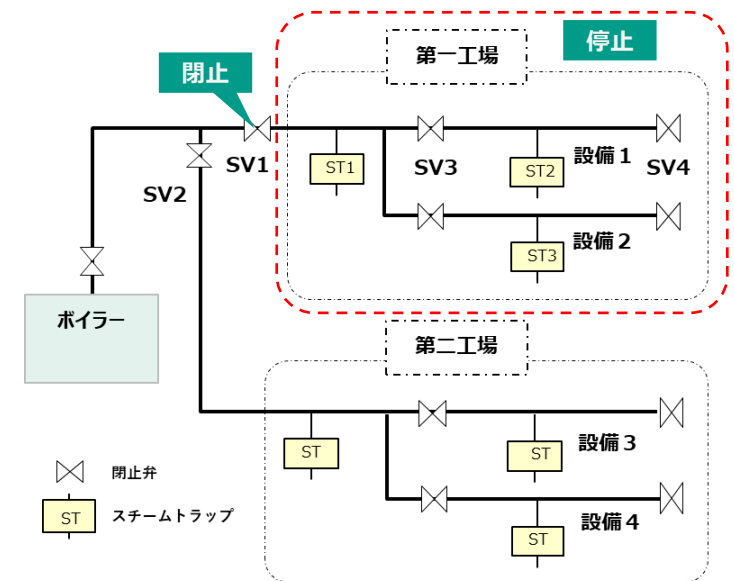 第一工場
停止
閉止
SV1
ST1
SV3
ST2
設備1
SV4
SV2
設備2
ST3
ボイラー
第二工場
ST
ST
設備3
閉止弁
ST
スチームトラップ
ST
設備4